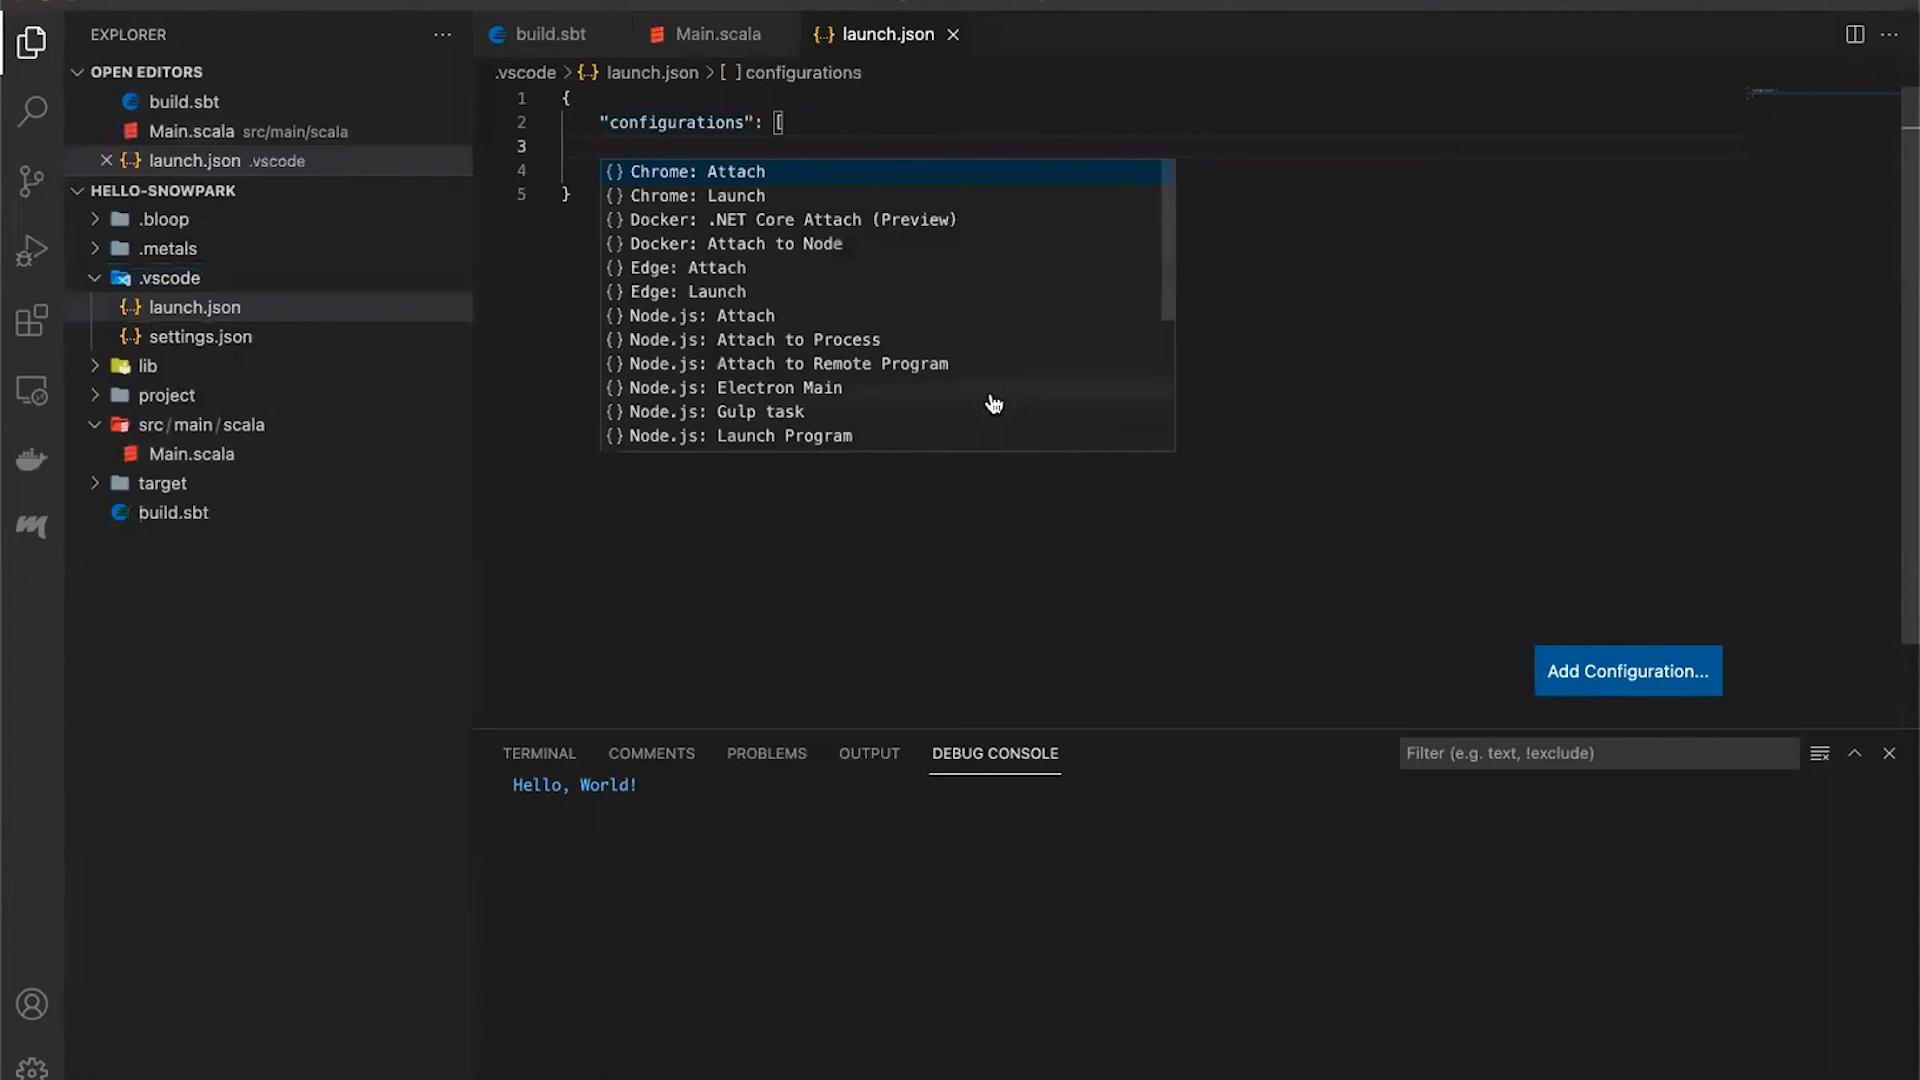 EXPLORER
OPEN EDITORS
build.sbt
Main.scala src/main/scala
launch.json .vscode
HELLO-SNOWPARK
.bloop
.metals
.vscode
launch.json
settings.json
lib
project
src/main/scala
Main.scala
target
build.sbt
build.sbt
Main.scala
launch.json
.vscode > {..} launch.json > [ ] configurations
1 {
2 "configurations": [
3
4
5 }
{} Chrome: Attach
{} Chrome: Launch
{} Docker: .NET Core Attach (Preview)
{} Docker: Attach to Node
{} Edge: Attach
{} Edge: Launch
{} Node.js: Attach
{} Node.js: Attach to Process
{} Node.js: Attach to Remote Program
{} Node.js: Electron Main
{} Node.js: Gulp task
{} Node.js: Launch Program
Add Configuration...
TERMINAL COMMENTS PROBLEMS OUTPUT DEBUG CONSOLE
Filter (e.g. text, !exclude)
Hello, World!